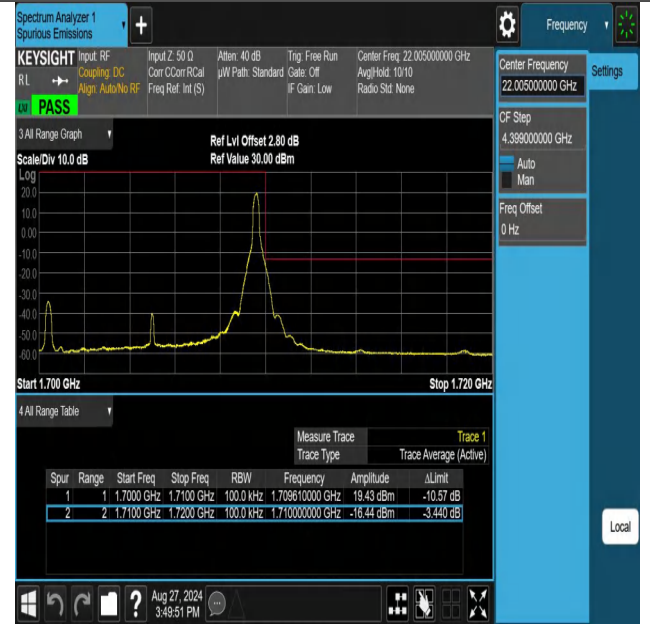 Spectrum Analyzer 1
Spurious Emissions
Frequency
KEYSIGHT Input: RF Input Z: 50 Ω Atten: 40 dB Trig: Free Run Center Freq: 22.005000000 GHz
RL Coupling: DC Corr CCorr RCal µW Path: Standard Gate: Off Avg|Hold: 10/10
Align: Auto/No RF Freq Ref: Int (S) IF Gain: Low Radio Std: None
PASS
Center Frequency
22.005000000 GHz
Settings
CF Step
4.399000000 GHz
Auto
Man
Freq Offset
0 Hz
3 All Range Graph
Ref Lvl Offset 2.80 dB
Scale/Div 10.0 dB Ref Value 30.00 dBm
Log
20.0
10.0
0.00
-10.0
-20.0
-30.0
-40.0
-50.0
-60.0
Start 1.700 GHz Stop 1.720 GHz
4 All Range Table
Measure Trace Trace 1
Trace Type Trace Average (Active)
Spur Range Start Freq Stop Freq RBW Frequency Amplitude ΔLimit
1 1 1.7000 GHz 1.7100 GHz 100.0 kHz 1.709610000 GHz 19.43 dBm -10.57 dB
2 2 1.7100 GHz 1.7200 GHz 100.0 kHz 1.710000000 GHz -16.44 dBm -3.440 dB
Local
Aug 27, 2024
3:49:51 PM